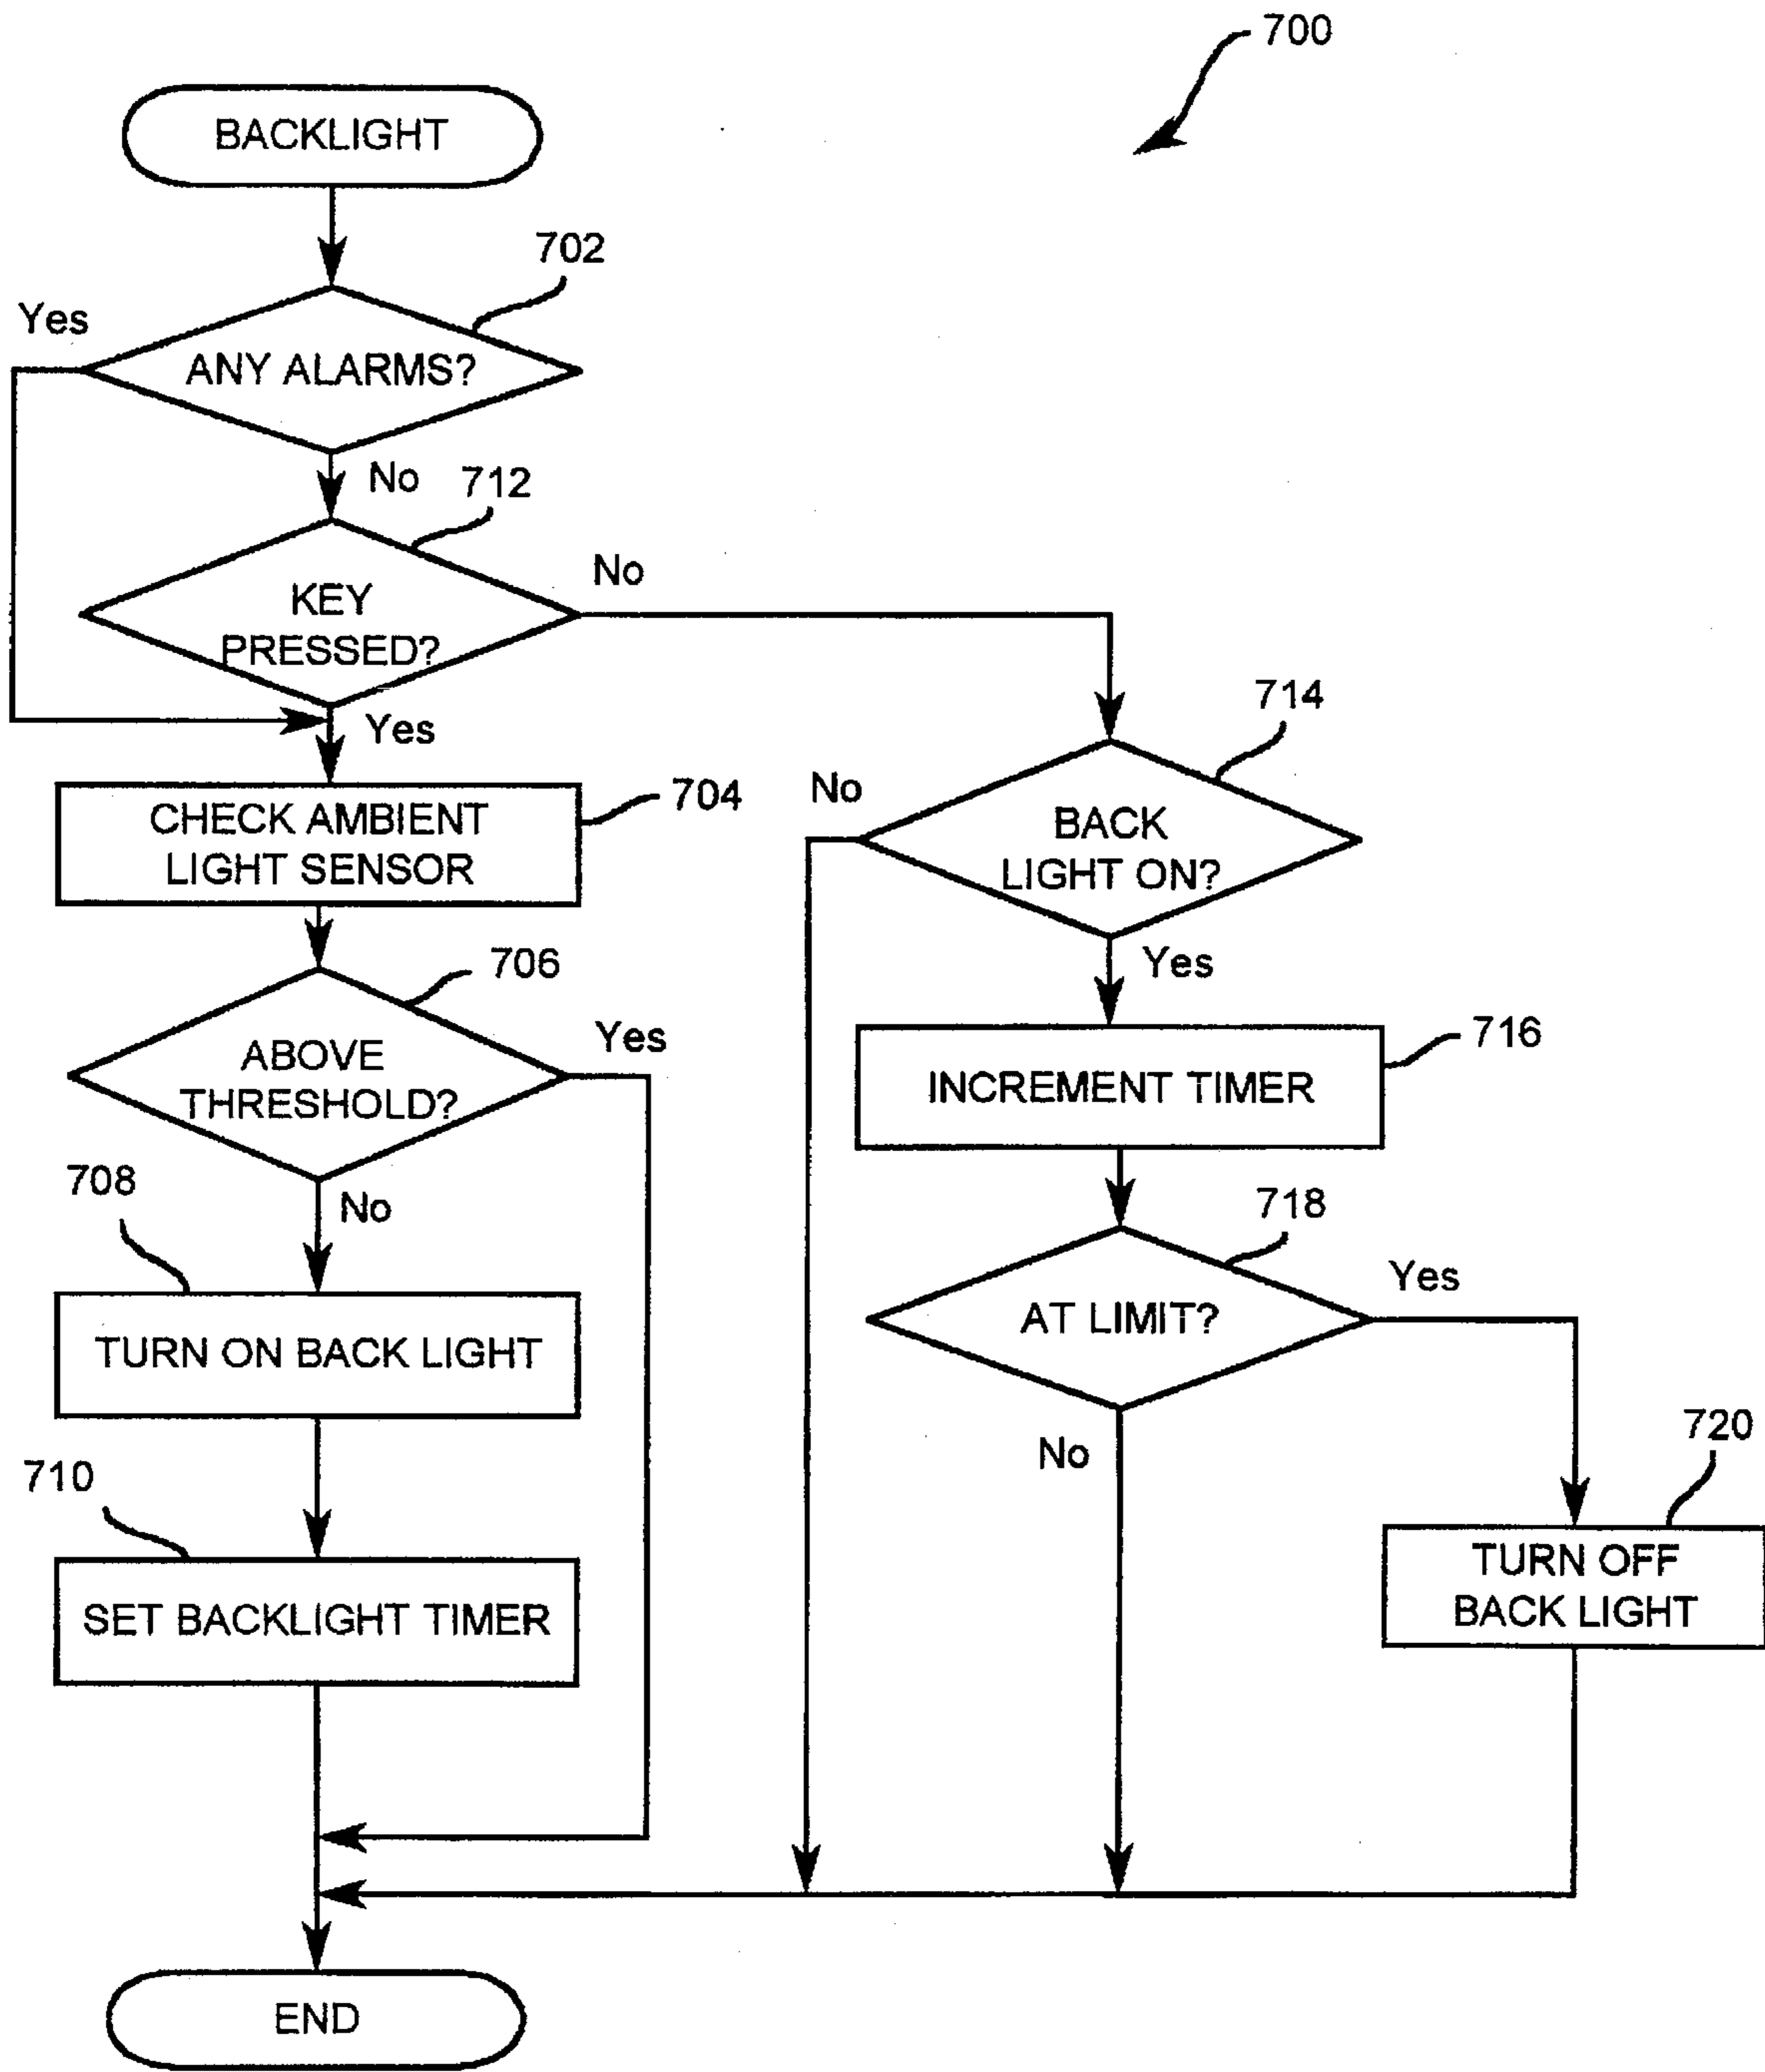 700
BACKLIGHT
702
Yes
ANY ALARMS?
No
712
No
KEY
PRESSED?
Yes
714
704
No
CHECK AMBIENT
LIGHT SENSOR
BACK
LIGHT ON?
706
Yes
Yes
ABOVE
THRESHOLD?
716
INCREMENT TIMER
708
No
718
Yes
TURN ON BACK LIGHT
AT LIMIT?
710
No
720
SET BACKLIGHT TIMER
TURN OFF
BACK LIGHT
END